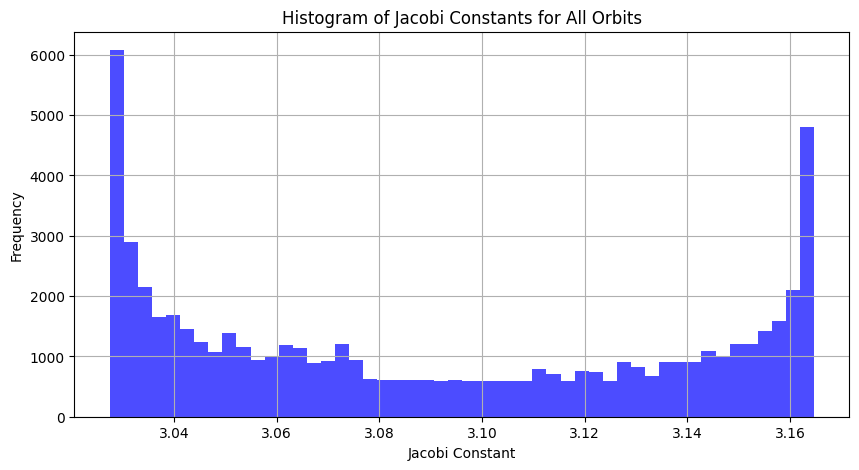 Histogram of Jacobi Constants for All Orbits
Frequency
6000
5000
4000
3000
2000
1000
0
3.04 3.06 3.08 3.10 3.12 3.14 3.16
Jacobi Constant